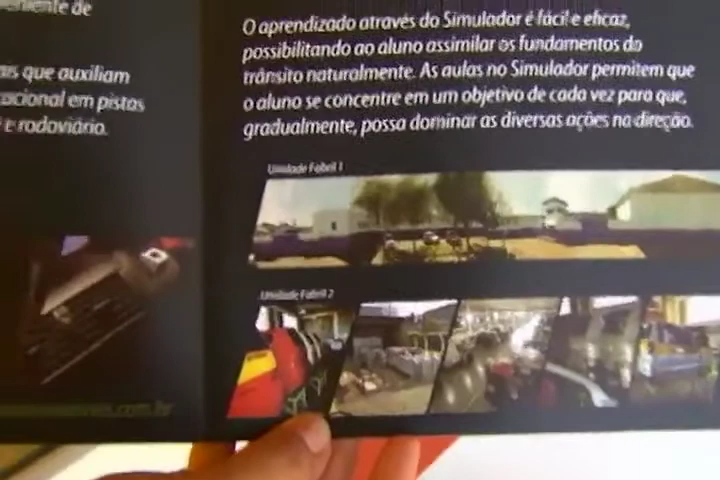 de
que auxiliam
em pistas
e rodoviário.
O aprendizado através do Simulador é fácil e eficaz,
possibilitando ao aluno assimilar os fundamentos do
trânsito naturalmente. As aulas no Simulador permitem que
o aluno se concentre em um objetivo de cada vez para que,
gradualmente, possa dominar as diversas ações na direção.
Unidade Fabril 1
Unidade Fabril 2
.com.br